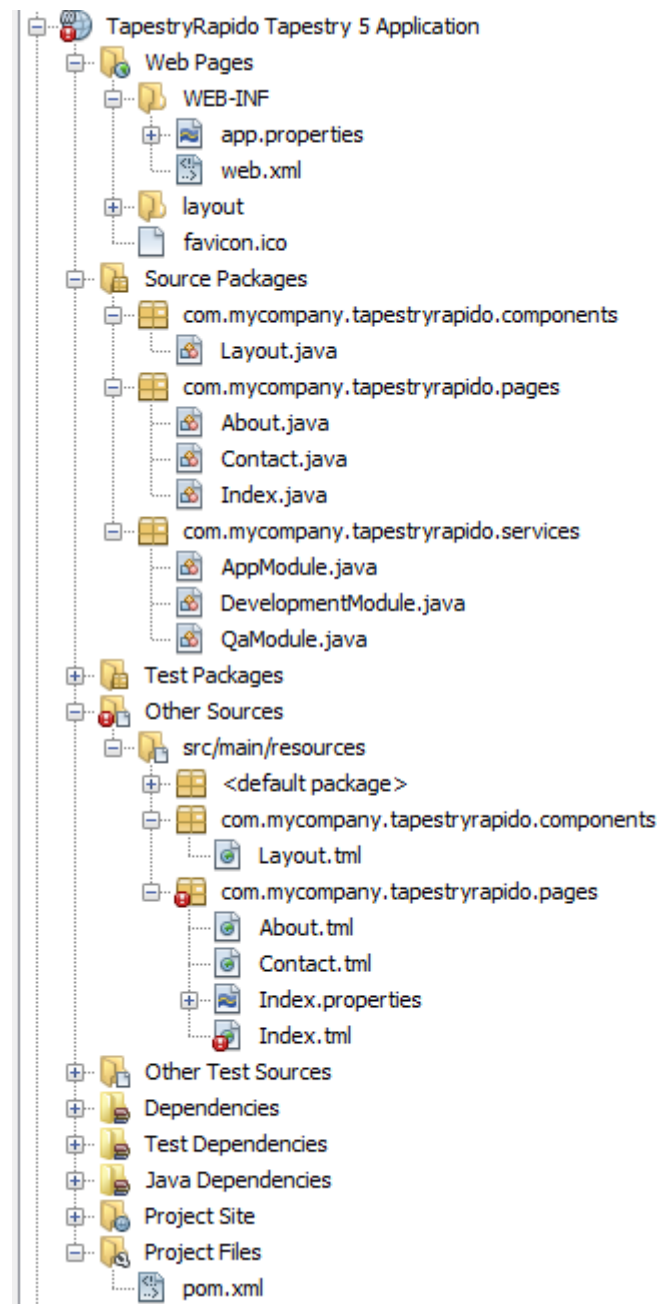 TapestryRapido Tapestry 5 Application
Web Pages
WEB-INF
app.properties
web.xml
layout
favicon.ico
Source Packages
com.mycompany.tapestryrapido.components
Layout.java
com.mycompany.tapestryrapido.pages
About.java
Contact.java
Index.java
com.mycompany.tapestryrapido.services
AppModule.java
DevelopmentModule.java
QaModule.java
Test Packages
Other Sources
src/main/resources
<default package>
com.mycompany.tapestryrapido.components
Layout.tml
com.mycompany.tapestryrapido.pages
About.tml
Contact.tml
Index.properties
Index.tml
Other Test Sources
Dependencies
Test Dependencies
Java Dependencies
Project Site
Project Files
pom.xml